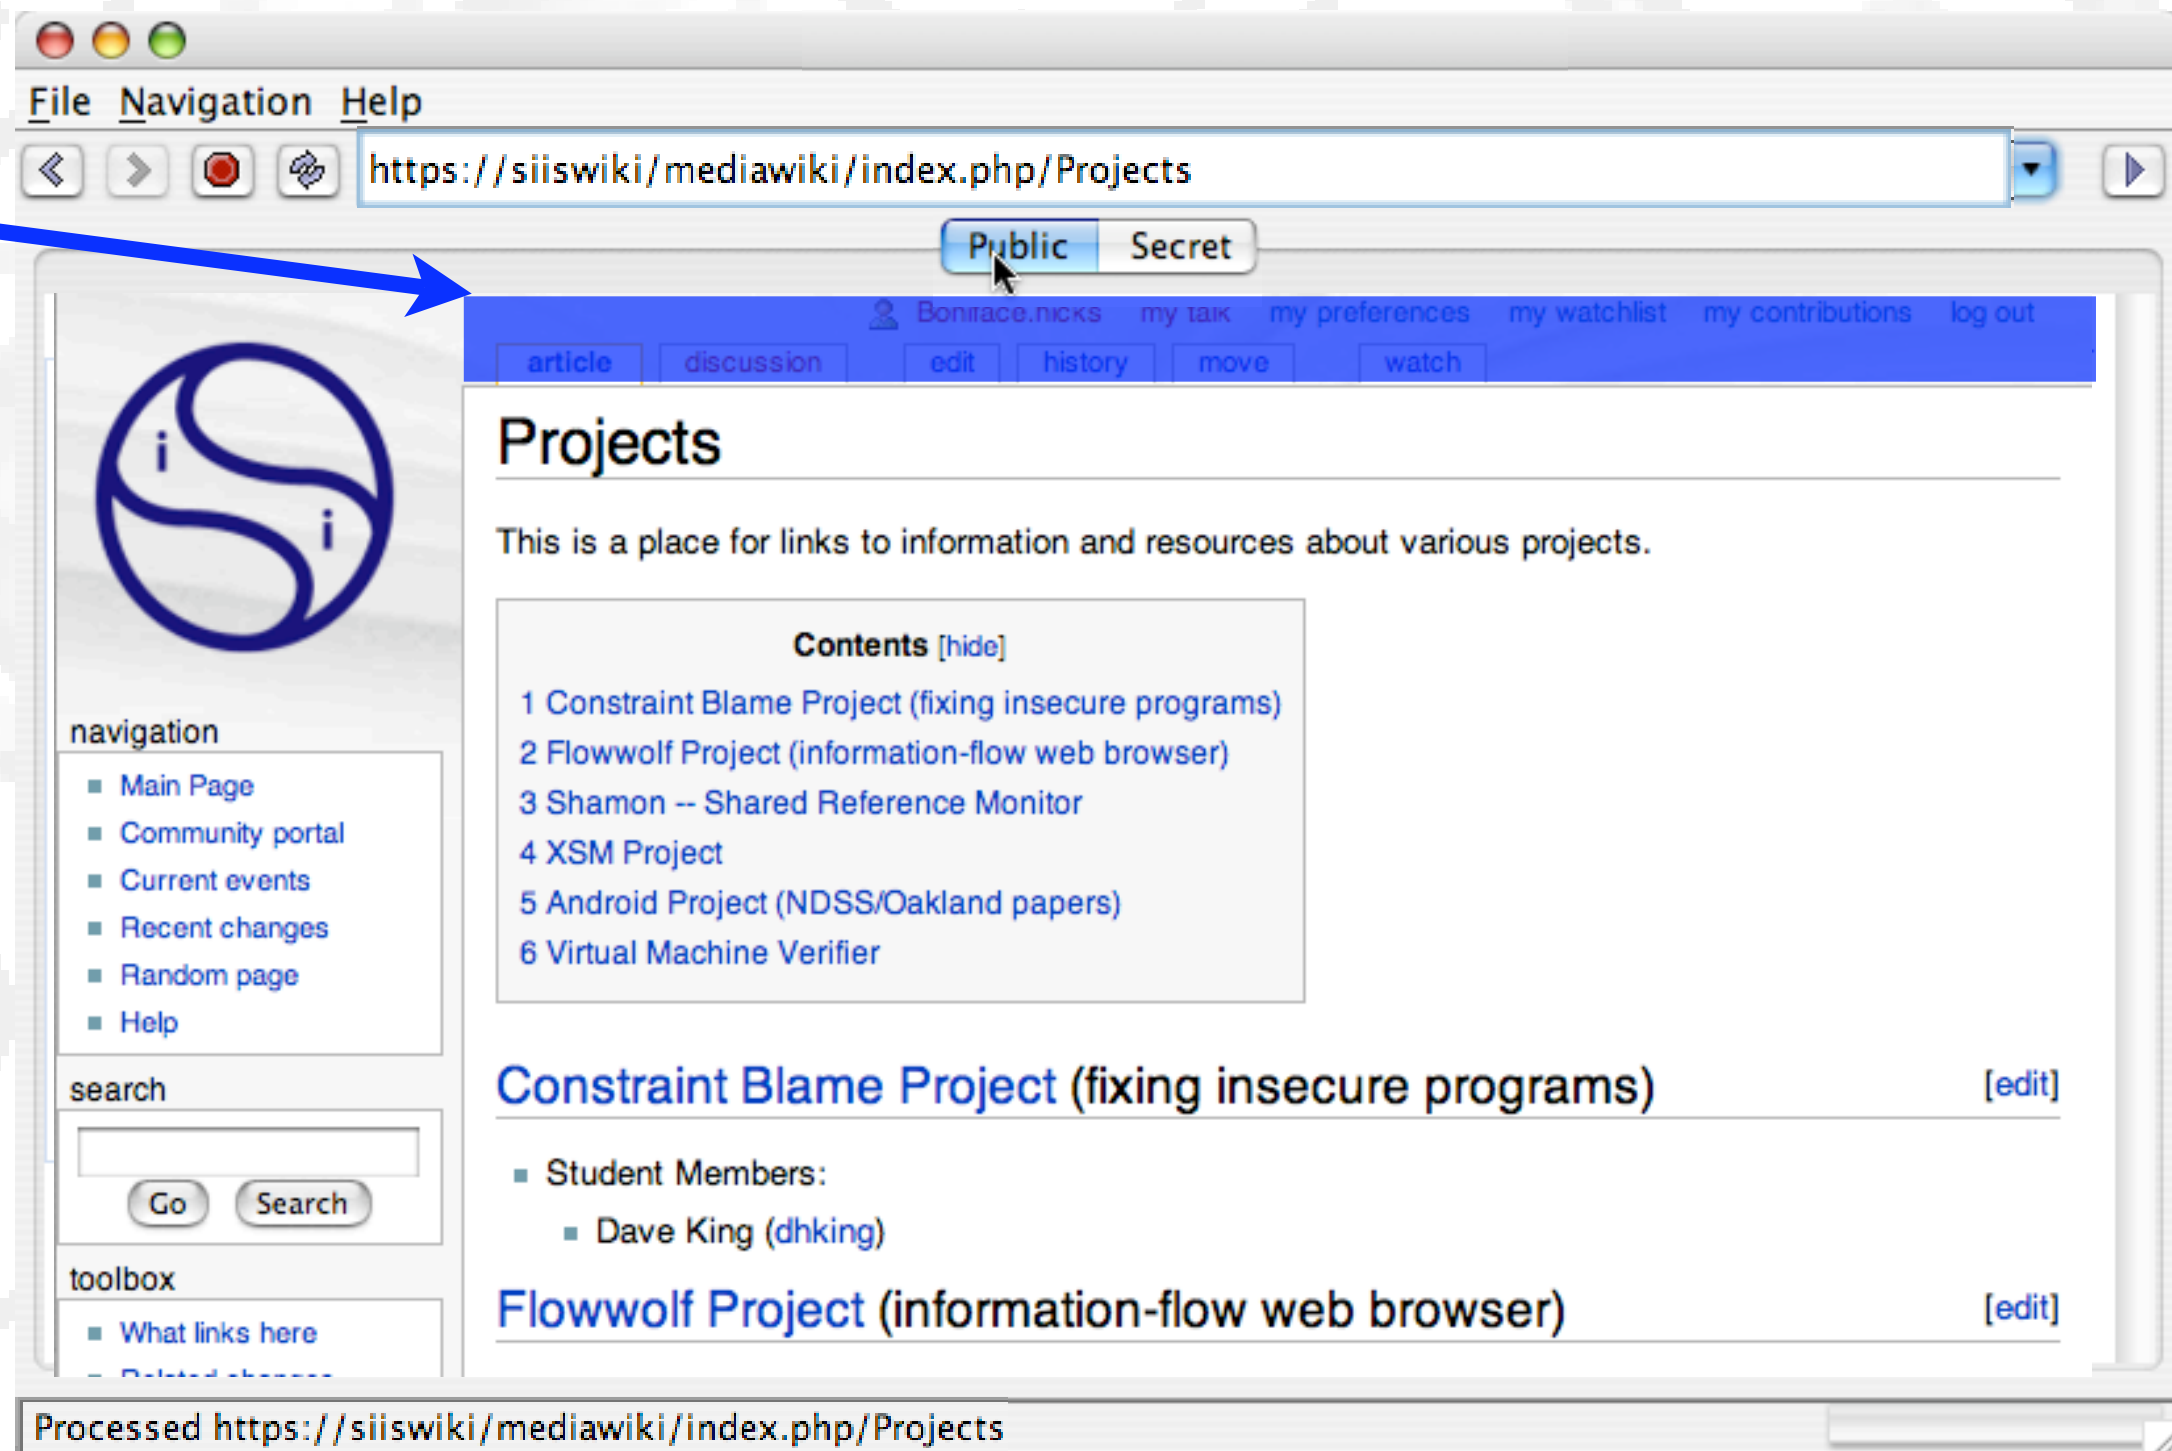 File Navigation Help
https://siiswiki/mediawiki/index.php/Projects
Public Secret
Boniface.nicks my talk my preferences my watchlist my contributions log out
article discussion edit history move watch
i
i
navigation
Main Page
Community portal
Current events
Recent changes
Random page
Help
search
Go Search
toolbox
What links here
Related changes
Projects
This is a place for links to information and resources about various projects.
Contents [hide]
1 Constraint Blame Project (fixing insecure programs)
2 Flowwolf Project (information-flow web browser)
3 Shamon -- Shared Reference Monitor
4 XSM Project
5 Android Project (NDSS/Oakland papers)
6 Virtual Machine Verifier
Constraint Blame Project (fixing insecure programs) [edit]
Student Members:
Dave King (dhking)
Flowwolf Project (information-flow web browser) [edit]
Processed https://siiswiki/mediawiki/index.php/Projects